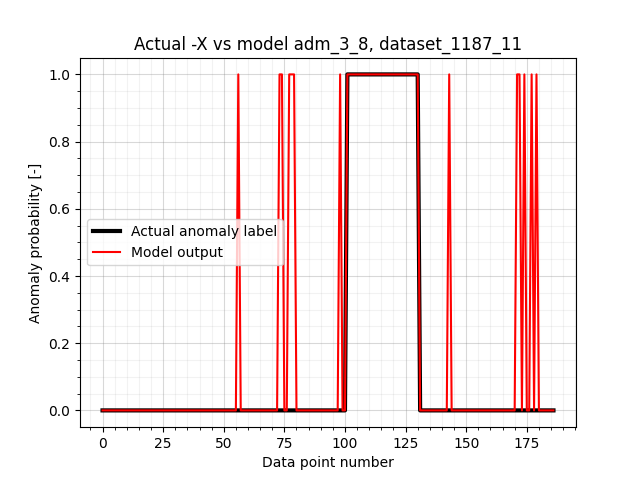 Actual -X vs model adm_3_8, dataset_1187_11
1.0
0.8
0.6
0.4
0.2
0.0
Anomaly probability [-]
Actual anomaly label
Model output
0 25 50 75 100 125 150 175
Data point number